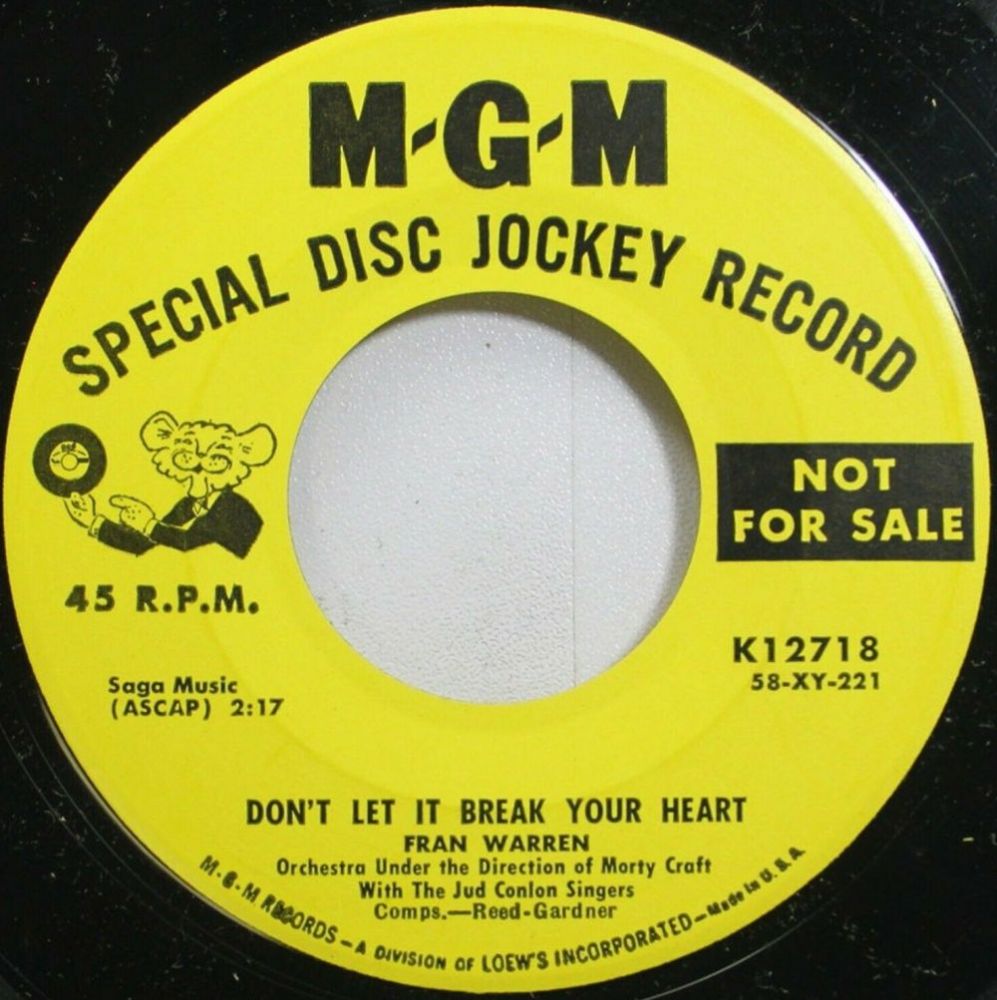 M-G-M
SPECIAL DISC JOCKEY RECORD
NOT
FOR SALE
45 R.P.M.
K12718
58-XY-221
Saga Music
(ASCAP) 2:17
DON'T LET IT BREAK YOUR HEART
FRAN WARREN
Orchestra Under the Direction of Morty Craft
With The Jud Conlon Singers
Comps.—Reed-Gardner
M-G-M RECORDS—A DIVISION OF LOEW'S INCORPORATED—Made in U.S.A